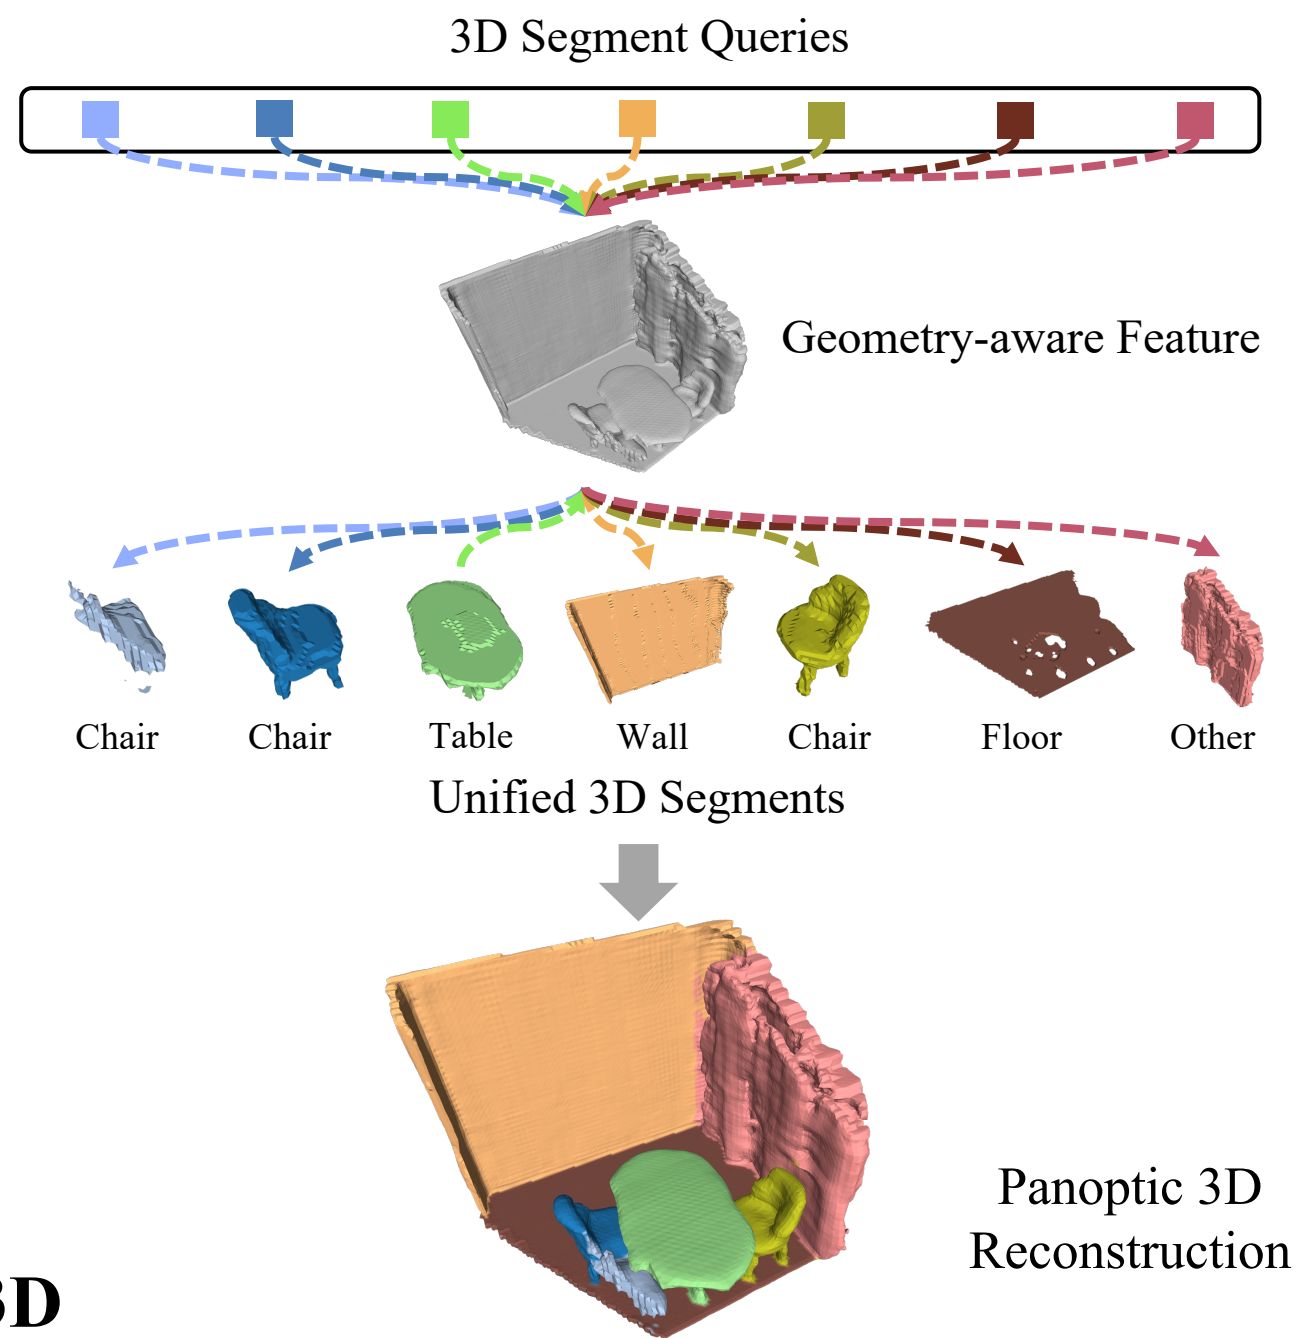 3D Segment Queries
Geometry-aware Feature
Chair Chair Table Wall Chair Floor Other
Unified 3D Segments
Panoptic 3D
Reconstruction
3D